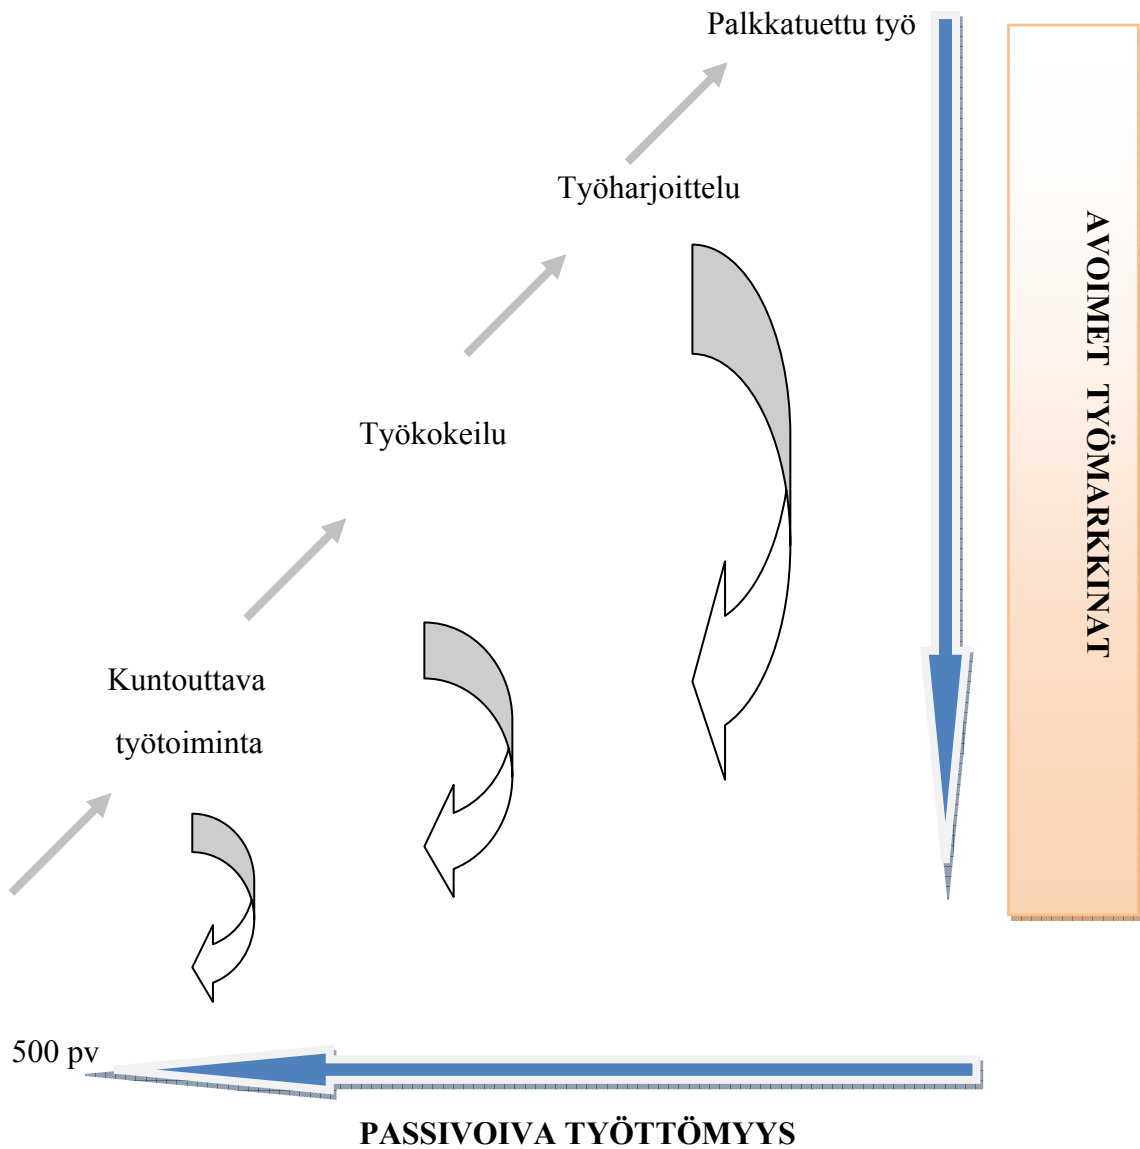 Palkkatuettu työ
Työharjoittelu
AVOIMET TYÖMARKKINAT
Työkokeilu
Kuntouttava
työtoiminta
500 pv
PASSIVOIVA TYÖTTÖMYYS